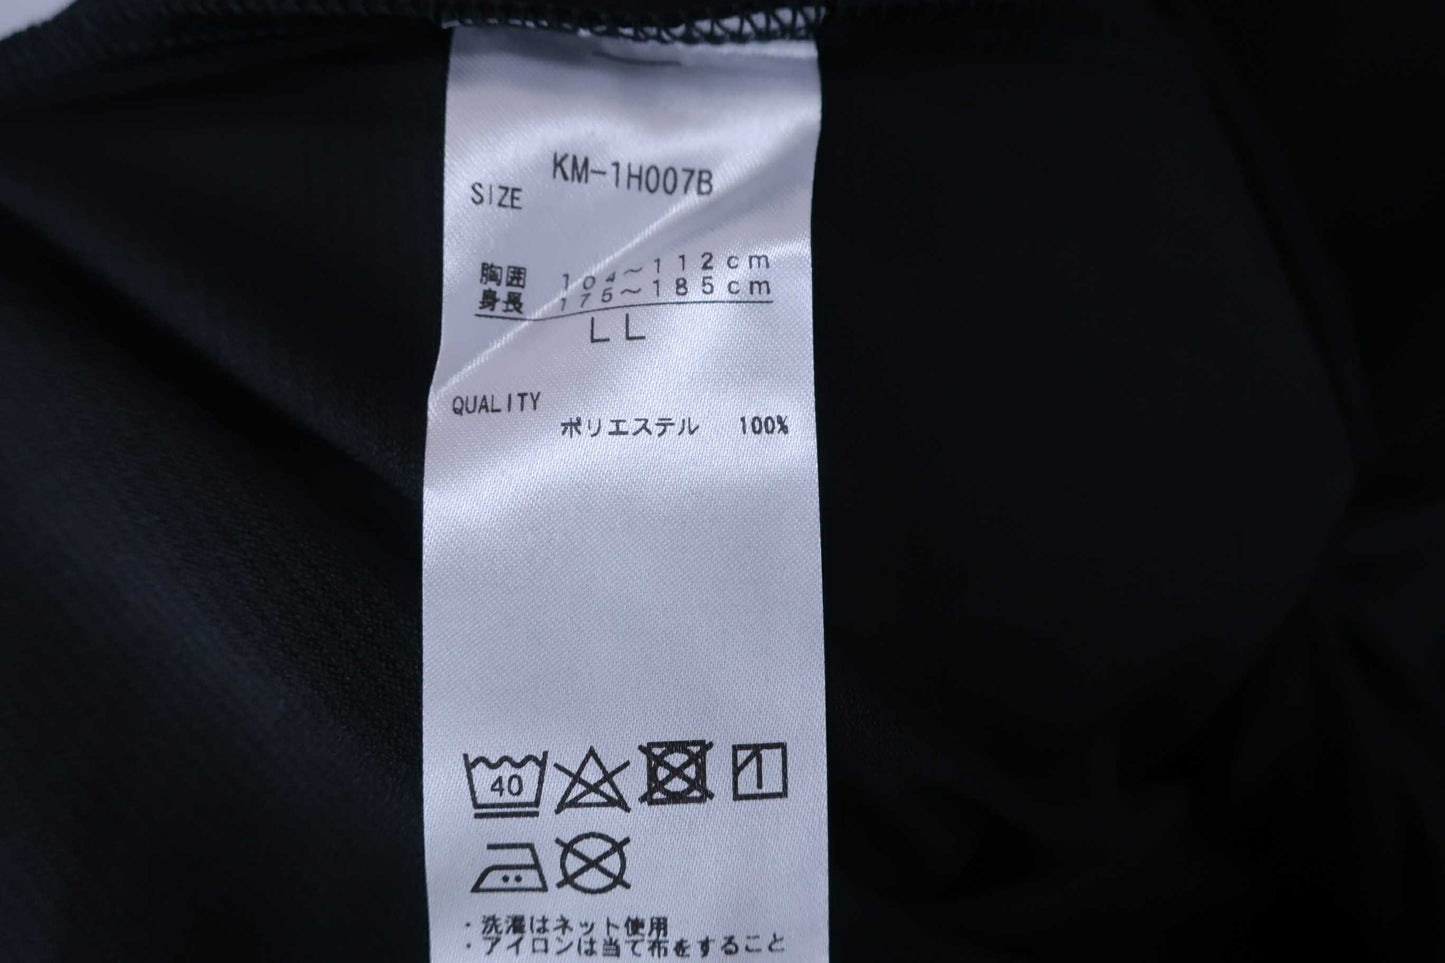 KM-1H007B
SIZE
胸囲 104～112cm
身長 175～185cm
LL
QUALITY
ポリエステル 100%
40
・洗濯はネット使用
・アイロンは当て布をすること